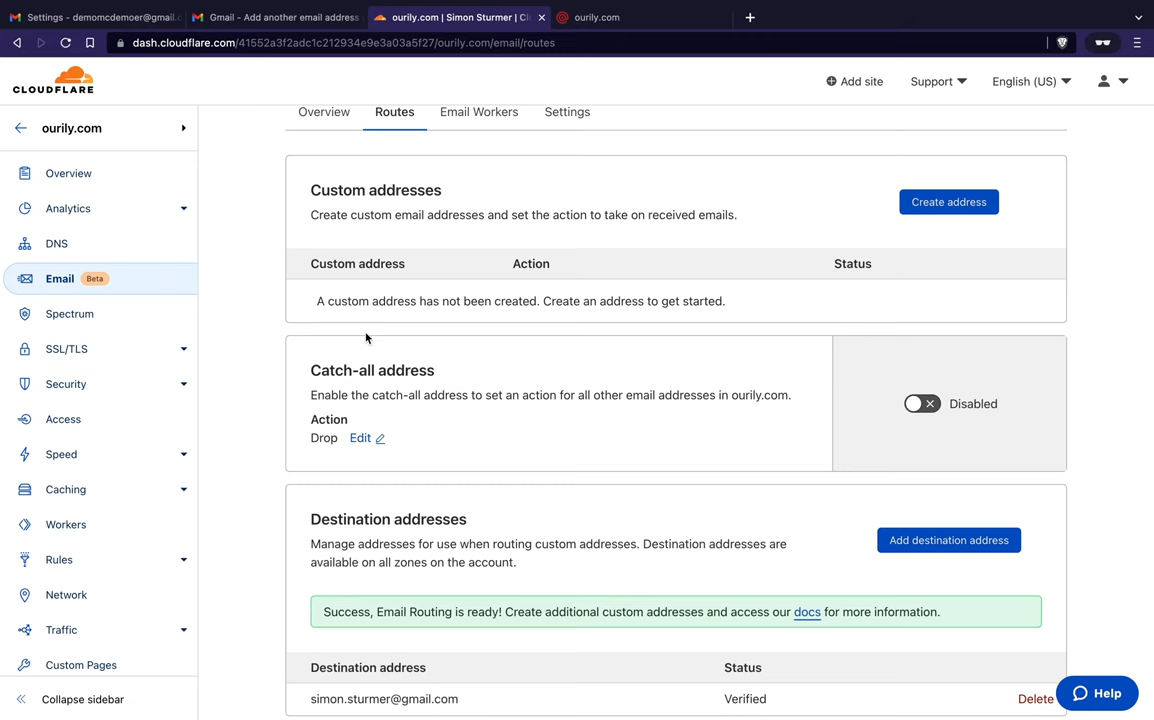 Settings - demomcdemoer@gmail.c
Gmail - Add another email address
ourily.com | Simon Sturmer | Cl
ourily.com
dash.cloudflare.com/41552a3f2adc1c212934e9e3a03a5f27/ourily.com/email/routes
CLOUDFLARE
Add site
Support
English (US)
ourily.com
Overview
Analytics
DNS
Email Beta
Spectrum
SSL/TLS
Security
Access
Speed
Caching
Workers
Rules
Network
Traffic
Custom Pages
Collapse sidebar
Overview
Routes
Email Workers
Settings
Custom addresses
Create custom email addresses and set the action to take on received emails.
Create address
Custom address
Action
Status
A custom address has not been created. Create an address to get started.
Catch-all address
Enable the catch-all address to set an action for all other email addresses in ourily.com.
Action
Drop Edit
Disabled
Destination addresses
Manage addresses for use when routing custom addresses. Destination addresses are
available on all zones on the account.
Add destination address
Success, Email Routing is ready! Create additional custom addresses and access our docs for more information.
Destination address
Status
simon.sturmer@gmail.com
Verified
Delete
Help